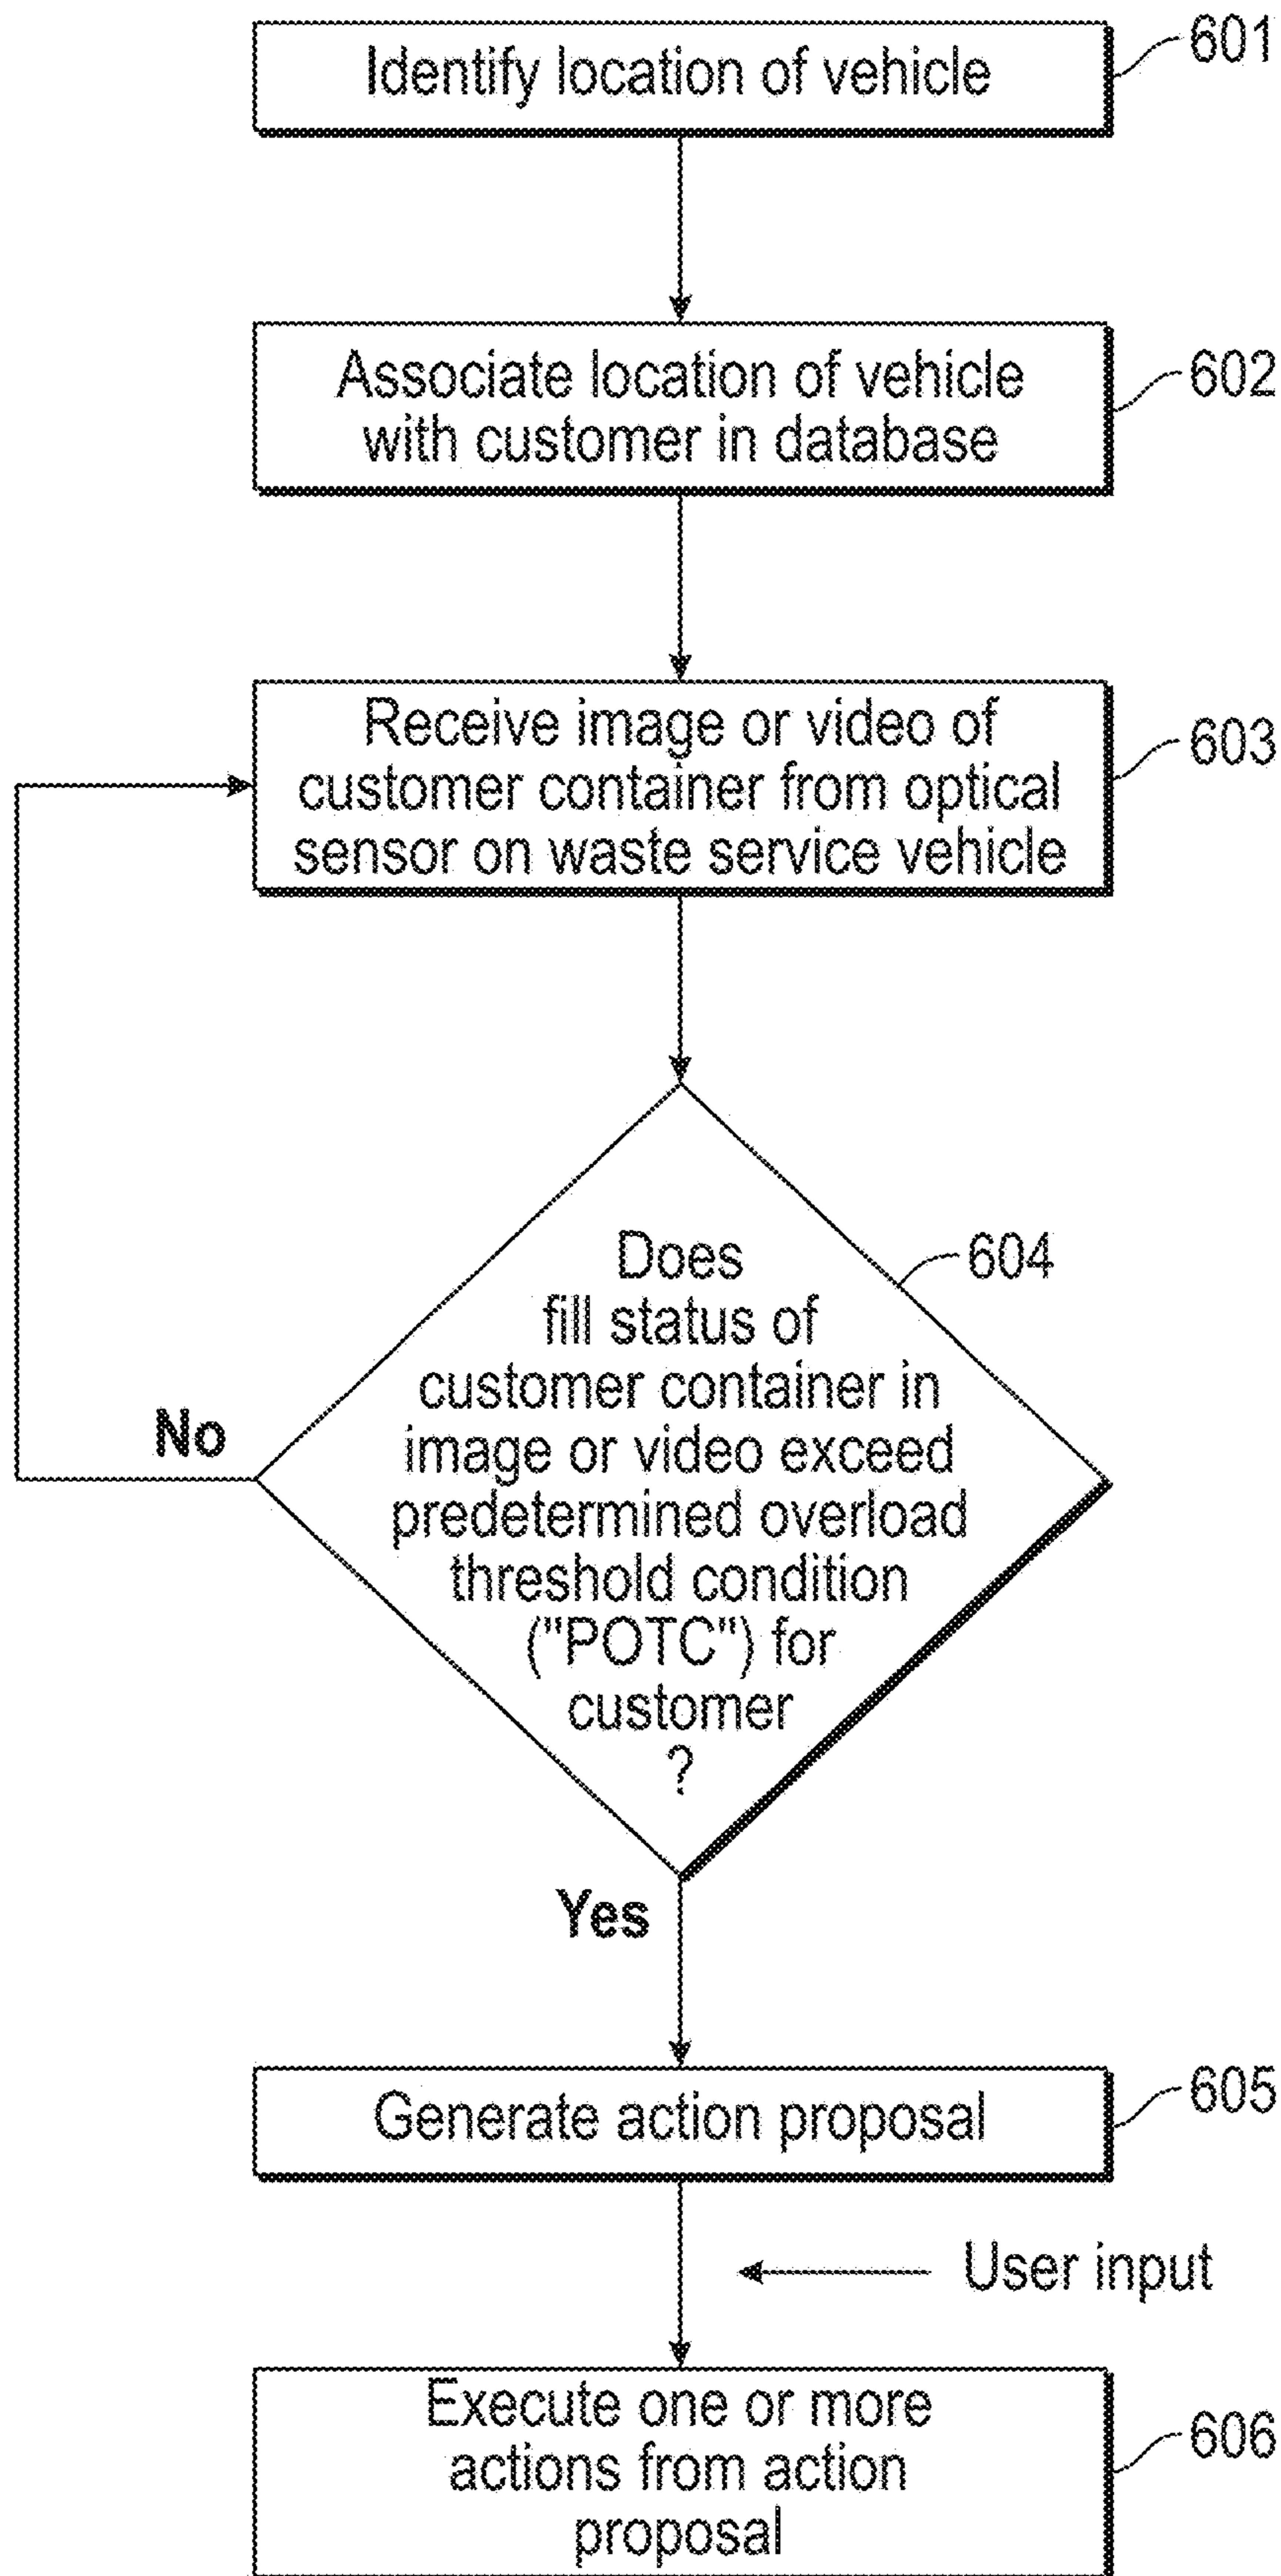 Identify location of vehicle
601
Associate location of vehicle
with customer in database
602
Receive image or video of
customer container from optical
sensor on waste service vehicle
603
Does
fill status of
customer container in
image or video exceed
predetermined overload
threshold condition
("POTC") for
customer
?
604
No
Yes
Generate action proposal
605
User input
Execute one or more
actions from action
proposal
606